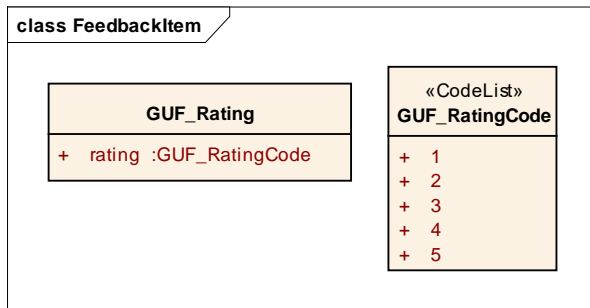 class FeedbackItem
GUF_Rating
+ rating :GUF_RatingCode
«CodeList»
GUF_RatingCode
+ 1
+ 2
+ 3
+ 4
+ 5